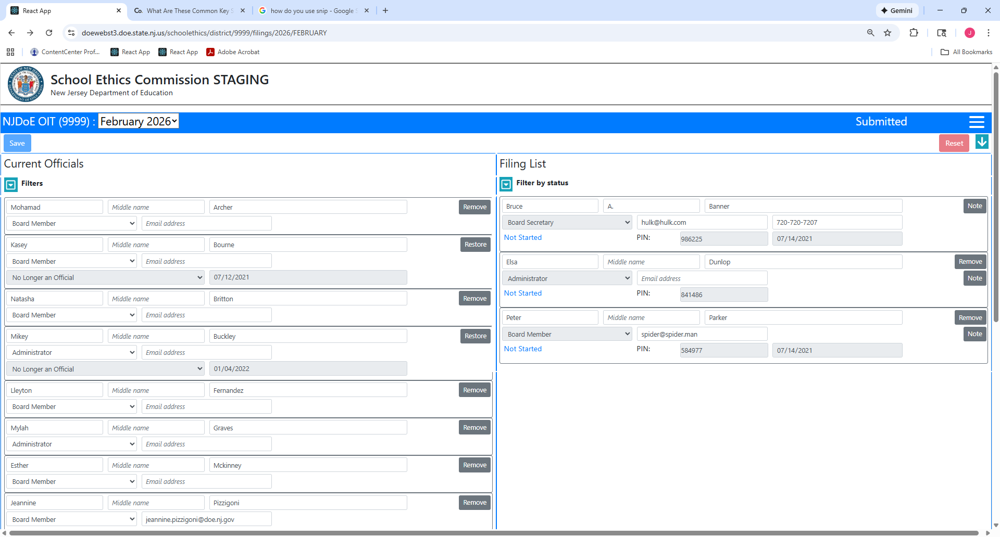 React App
What Are These Common Key S
how do you use snip - Google S
Gemini
doewebst3.doe.state.nj.us/schoolethics/district/9999/filings/2026/FEBRUARY
J
ContentCenter Prof...
React App
React App
Adobe Acrobat
All Bookmarks
School Ethics Commission STAGING
New Jersey Department of Education
NJDoE OIT (9999) : February 2026
Submitted
Save
Reset
Current Officials
Filters
Mohamad Middle name Archer Remove
Board Member Email address
Kasey Middle name Bourne Restore
Board Member Email address
No Longer an Official 07/12/2021
Natasha Middle name Britton Remove
Board Member Email address
Mikey Middle name Buckley Restore
Administrator Email address
No Longer an Official 01/04/2022
Lleyton Middle name Fernandez Remove
Board Member Email address
Mylah Middle name Graves Remove
Administrator Email address
Esther Middle name Mckinney Remove
Board Member Email address
Jeannine Middle name Pizzigoni Remove
Board Member jeannine.pizzigoni@doe.nj.gov
Filing List
Filter by status
Bruce A. Banner Note
Board Secretary hulk@hulk.com 720-720-7207
Not Started PIN: 986225 07/14/2021
Elsa Middle name Dunlop Remove
Administrator Email address Note
Not Started PIN: 841486
Peter Middle name Parker Remove
Board Member spider@spider.man Note
Not Started PIN: 584977 07/14/2021